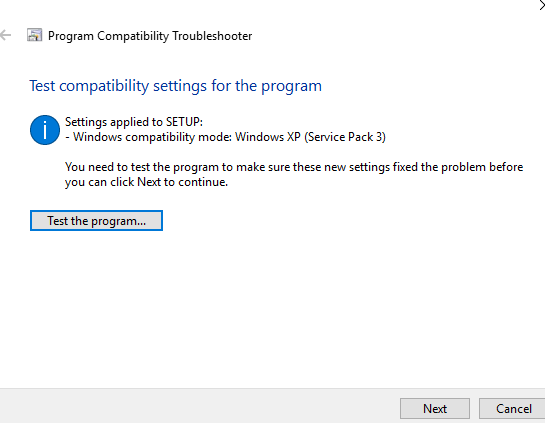 Program Compatibility Troubleshooter
Test compatibility settings for the program
Settings applied to SETUP:
- Windows compatibility mode: Windows XP (Service Pack 3)
You need to test the program to make sure these new settings fixed the problem before
you can click Next to continue.
Test the program...
Next
Cancel